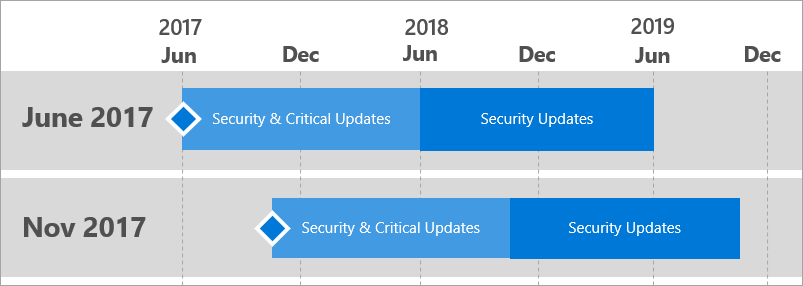 2017 2018 2019
Jun Dec Jun Dec Jun Dec
June 2017 Security & Critical Updates Security Updates
Nov 2017 Security & Critical Updates Security Updates